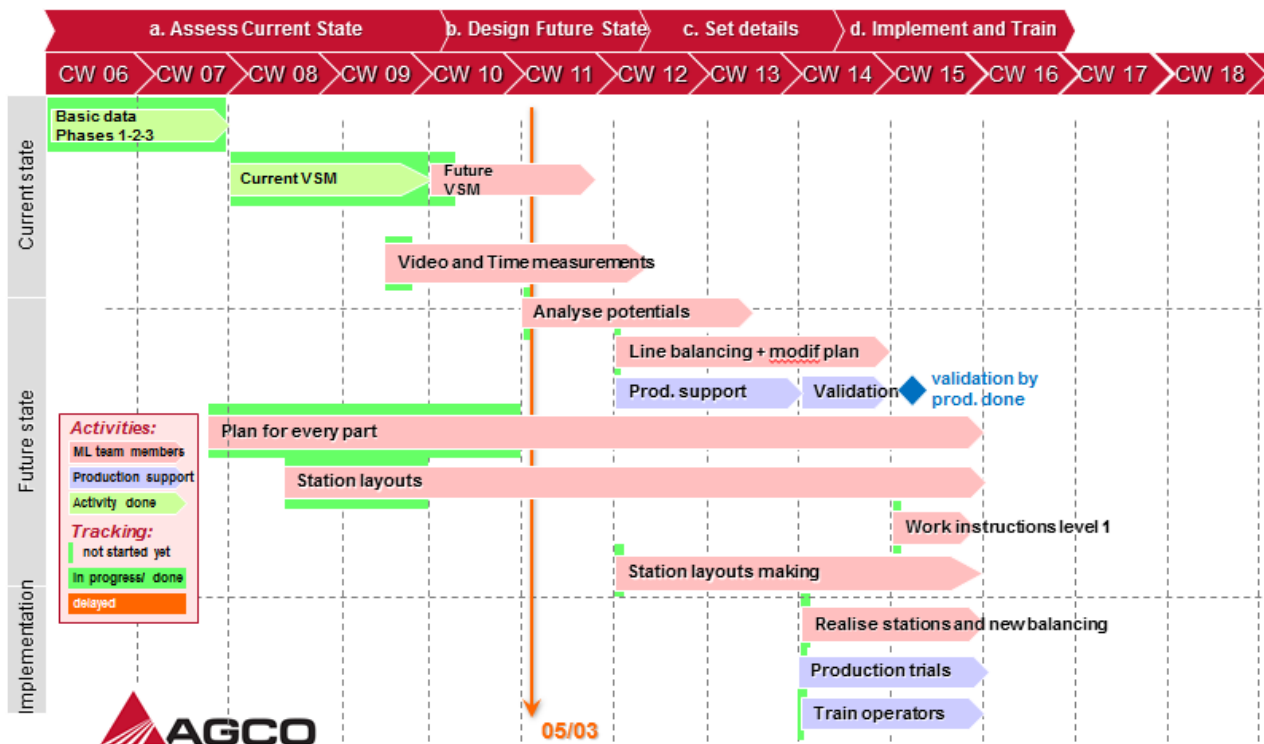 a. Assess Current State
b. Design Future State
c. Set details
d. Implement and Train
CW 06
CW 07
CW 08
CW 09
CW 10
CW 11
CW 12
CW 13
CW 14
CW 15
CW 16
CW 17
CW 18
Current state
Basic data
Phases 1-2-3
Current VSM
Future
VSM
Video and Time measurements
Future state
Analyse potentials
Line balancing + modif plan
Prod. support
Validation
validation by
prod. done
Plan for every part
Station layouts
Work instructions level 1
Station layouts making
Activities:
ML team members
Production support
Activity done
Tracking:
not started yet
In progress/ done
delayed
Implementation
Realise stations and new balancing
Production trials
Train operators
05/03
AGCO